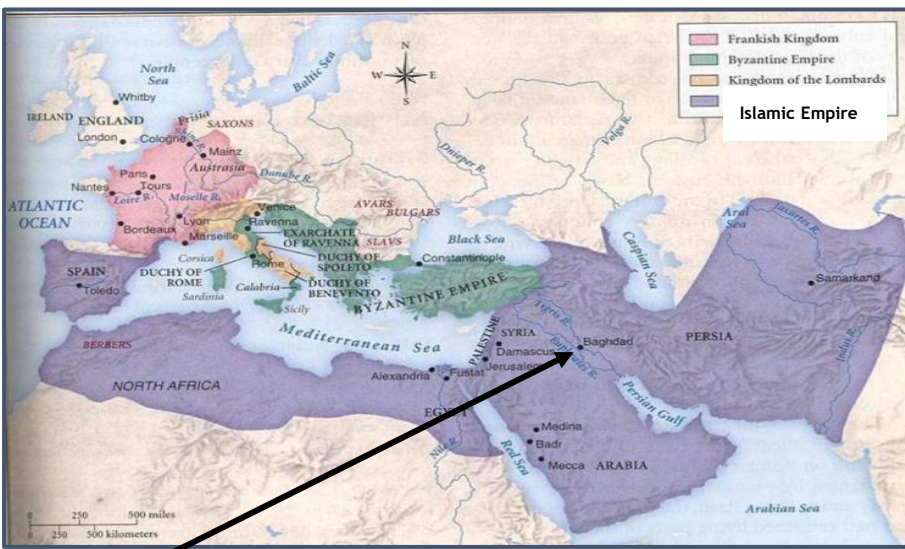 Frankish Kingdom
Byzantine Empire
Kingdom of the Lombards
Islamic Empire
N
W
E
S
North
Sea
Baltic Sea
Whitby
IRELAND
ENGLAND
London
Frisia
SAXONS
Cologne
Rhine R.
Mainz
Austrasia
Paris
Nantes
Tours
Loire R.
Moselle R.
Danube R.
Dnieper R.
Volga R.
ATLANTIC
OCEAN
Lyon
Bordeaux
Marseille
Venice
Ravenna
EXARCHATE
OF RAVENNA
AVARS
BULGARS
SLAVS
Black Sea
Caspian Sea
Aral
Sea
Jaxartes R.
Samarkand
SPAIN
Toledo
Corsica
DUCHY OF
ROME
Rome
DUCHY OF
SPOLETO
Sardinia
Calabria
DUCHY OF
BENEVENTO
Sicily
Constantinople
BYZANTINE EMPIRE
Mediterranean Sea
BERBERS
NORTH AFRICA
Alexandria
Fustat
EGYPT
Nile R.
PALESTINE
SYRIA
Damascus
Jerusalem
Tigris R.
Euphrates R.
Baghdad
PERSIA
Indus R.
Persian Gulf
Medina
Badr
Mecca
ARABIA
Red Sea
Arabian Sea
0 250 500 miles
0 250 500 kilometers